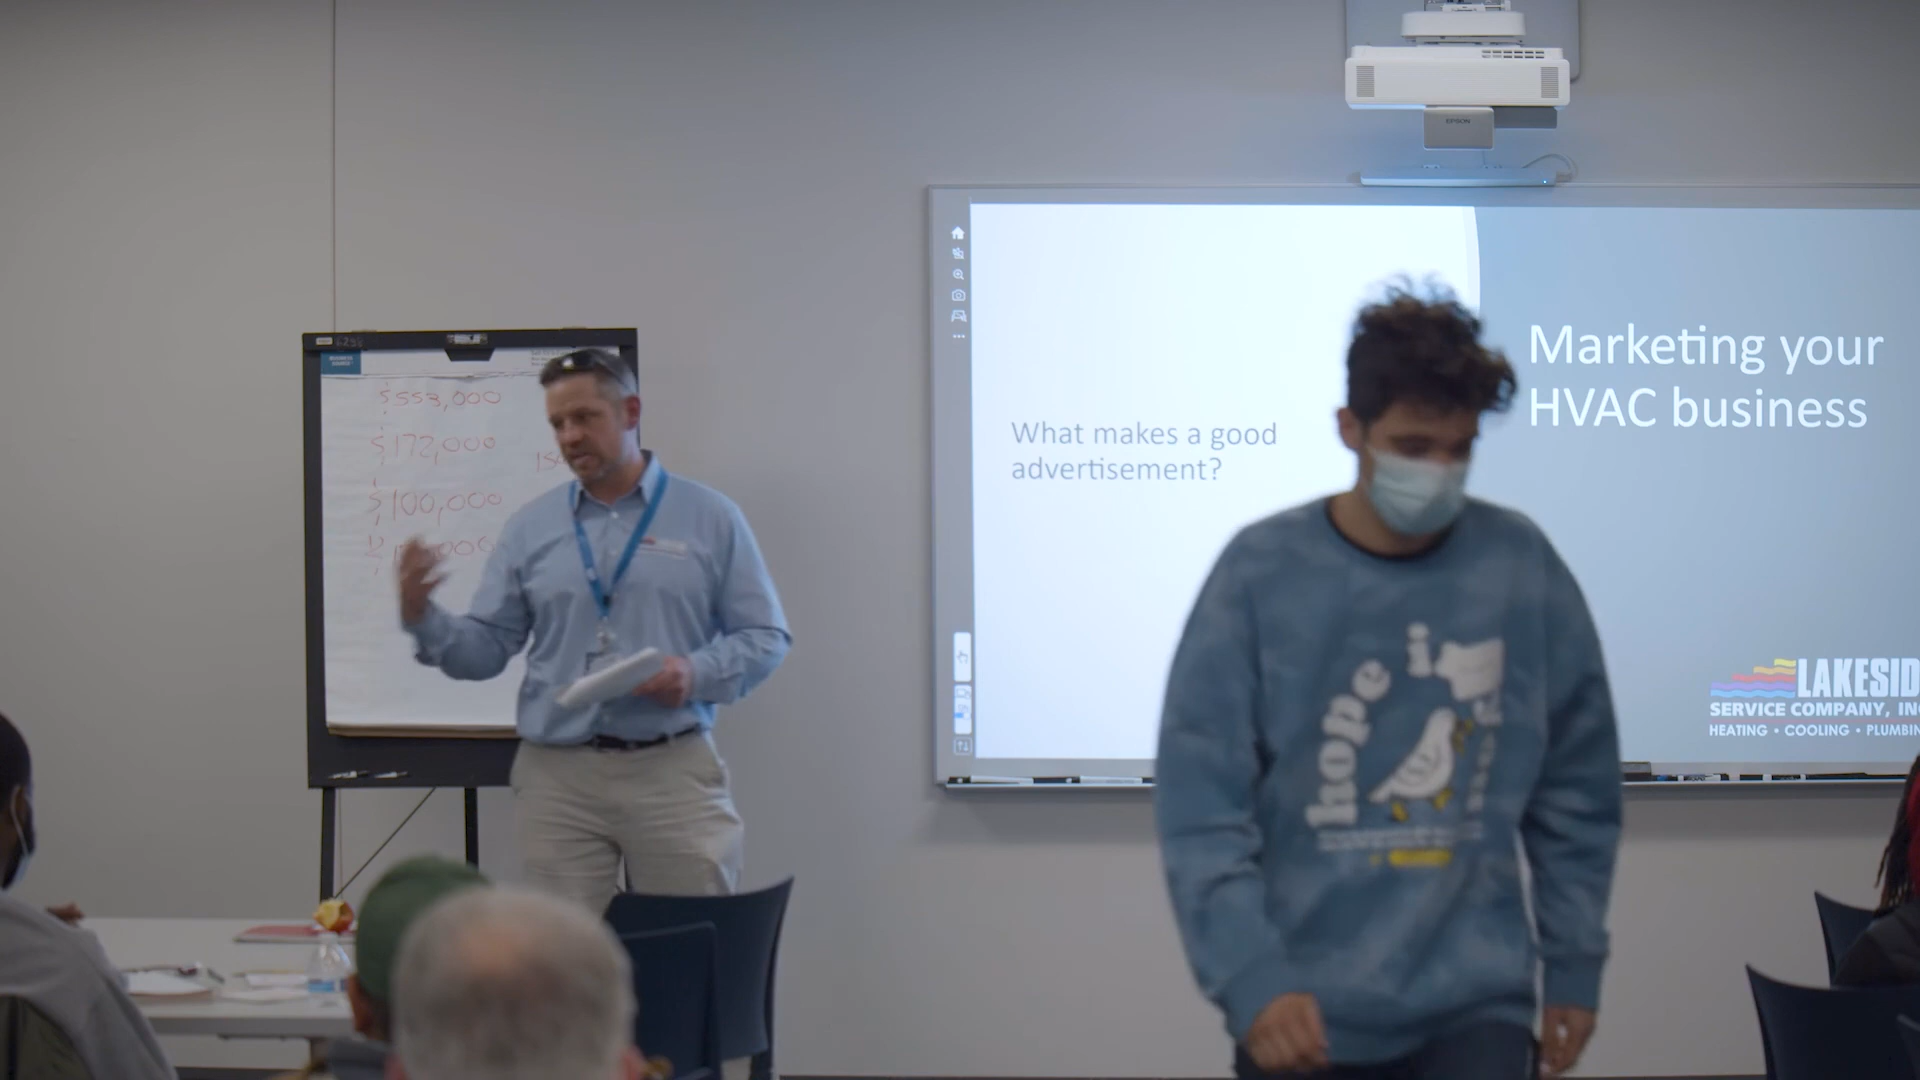 EPSON
$553,000
$172,000
$100,000
What makes a good
advertisement?
Marketing your
HVAC business
hope
LAKESID
SERVICE COMPANY, IN
HEATING • COOLING • PLUMBIN